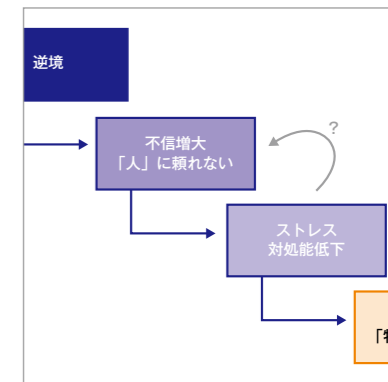 逆境
不信増大
「人」に頼れない
?
ストレス
対処能低下